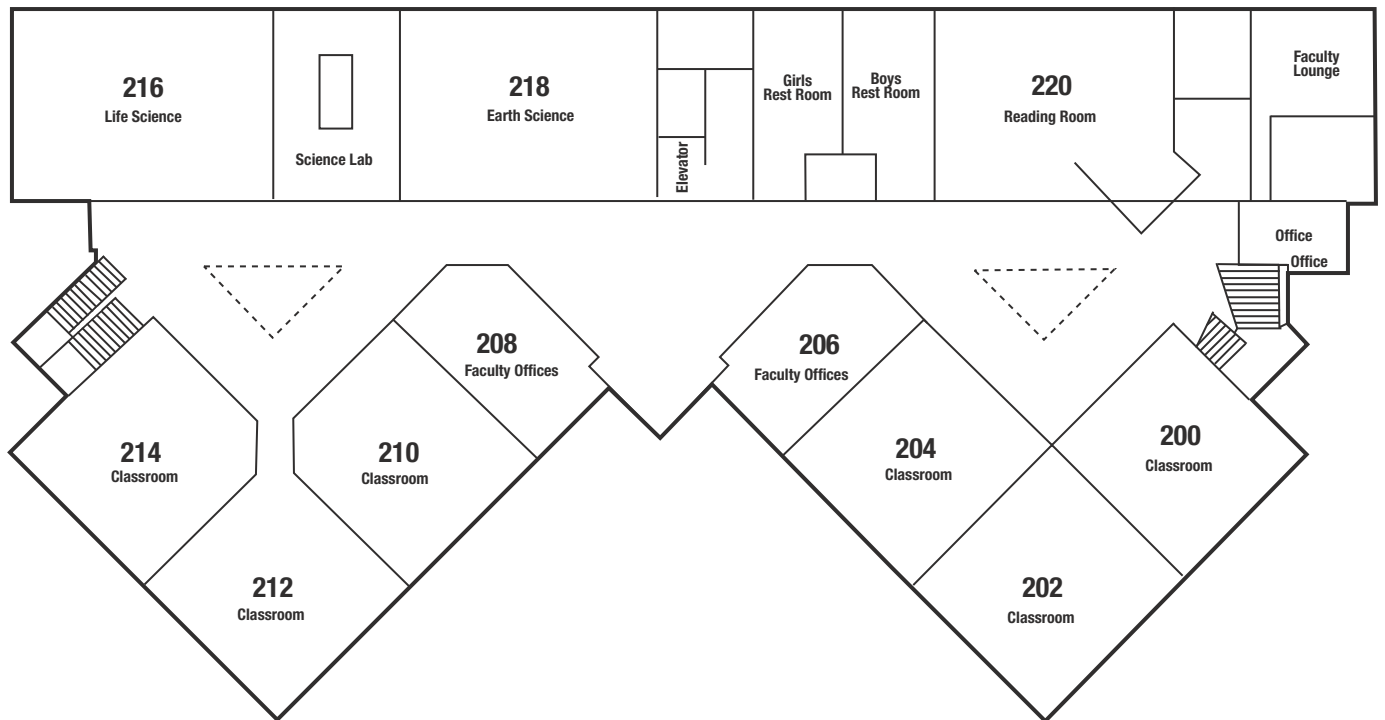 216
Life Science
Science Lab
218
Earth Science
Elevator
Girls
Rest Room
Boys
Rest Room
220
Reading Room
Faculty
Lounge
Office
Office
208
Faculty Offices
206
Faculty Offices
214
Classroom
210
Classroom
204
Classroom
200
Classroom
212
Classroom
202
Classroom